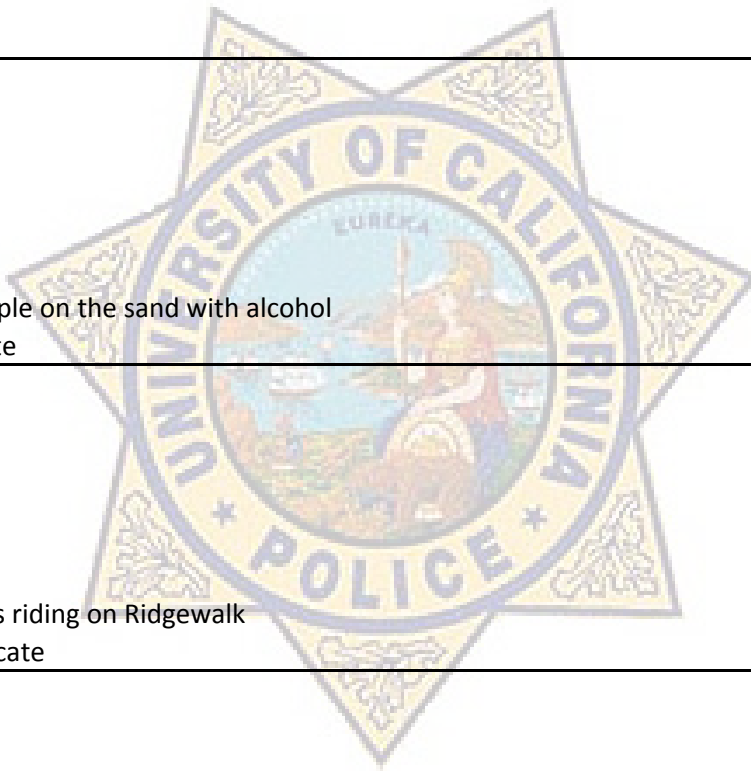 UNIVERSITY OF CALIFORNIA
EUREKA
ple on the sand with alcohol
te
s riding on Ridgewalk
cate
POLICE